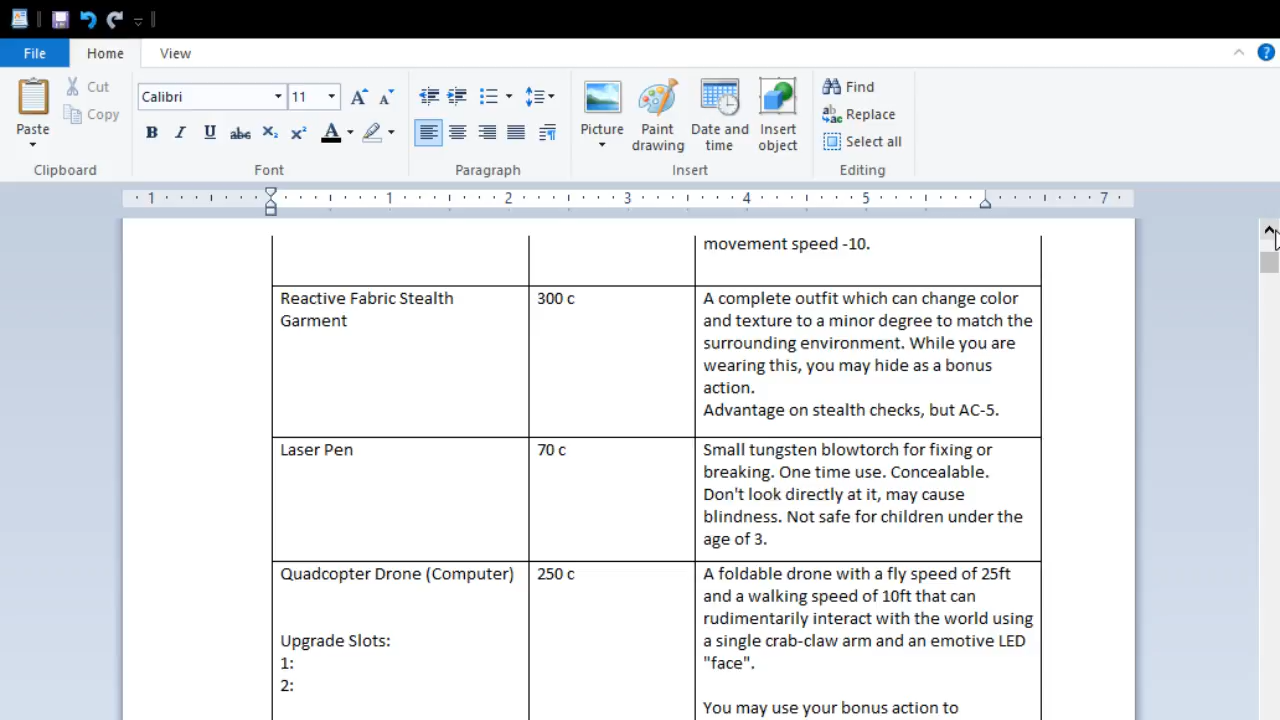 File Home View
Paste
Cut
Copy
Clipboard
Calibri 11
B I U abc X₂ X² A
Font
Paragraph
Picture
Paint drawing
Date and time
Insert object
Insert
Find
Replace
Select all
Editing
1 1 2 3 4 5 7
movement speed -10.
Reactive Fabric Stealth
Garment
300 c
A complete outfit which can change color
and texture to a minor degree to match the
surrounding environment. While you are
wearing this, you may hide as a bonus
action.
Advantage on stealth checks, but AC-5.
Laser Pen
70 c
Small tungsten blowtorch for fixing or
breaking. One time use. Concealable.
Don't look directly at it, may cause
blindness. Not safe for children under the
age of 3.
Quadcopter Drone (Computer)
Upgrade Slots:
1:
2:
250 c
A foldable drone with a fly speed of 25ft
and a walking speed of 10ft that can
rudimentarily interact with the world using
a single crab-claw arm and an emotive LED
"face".
You may use your bonus action to